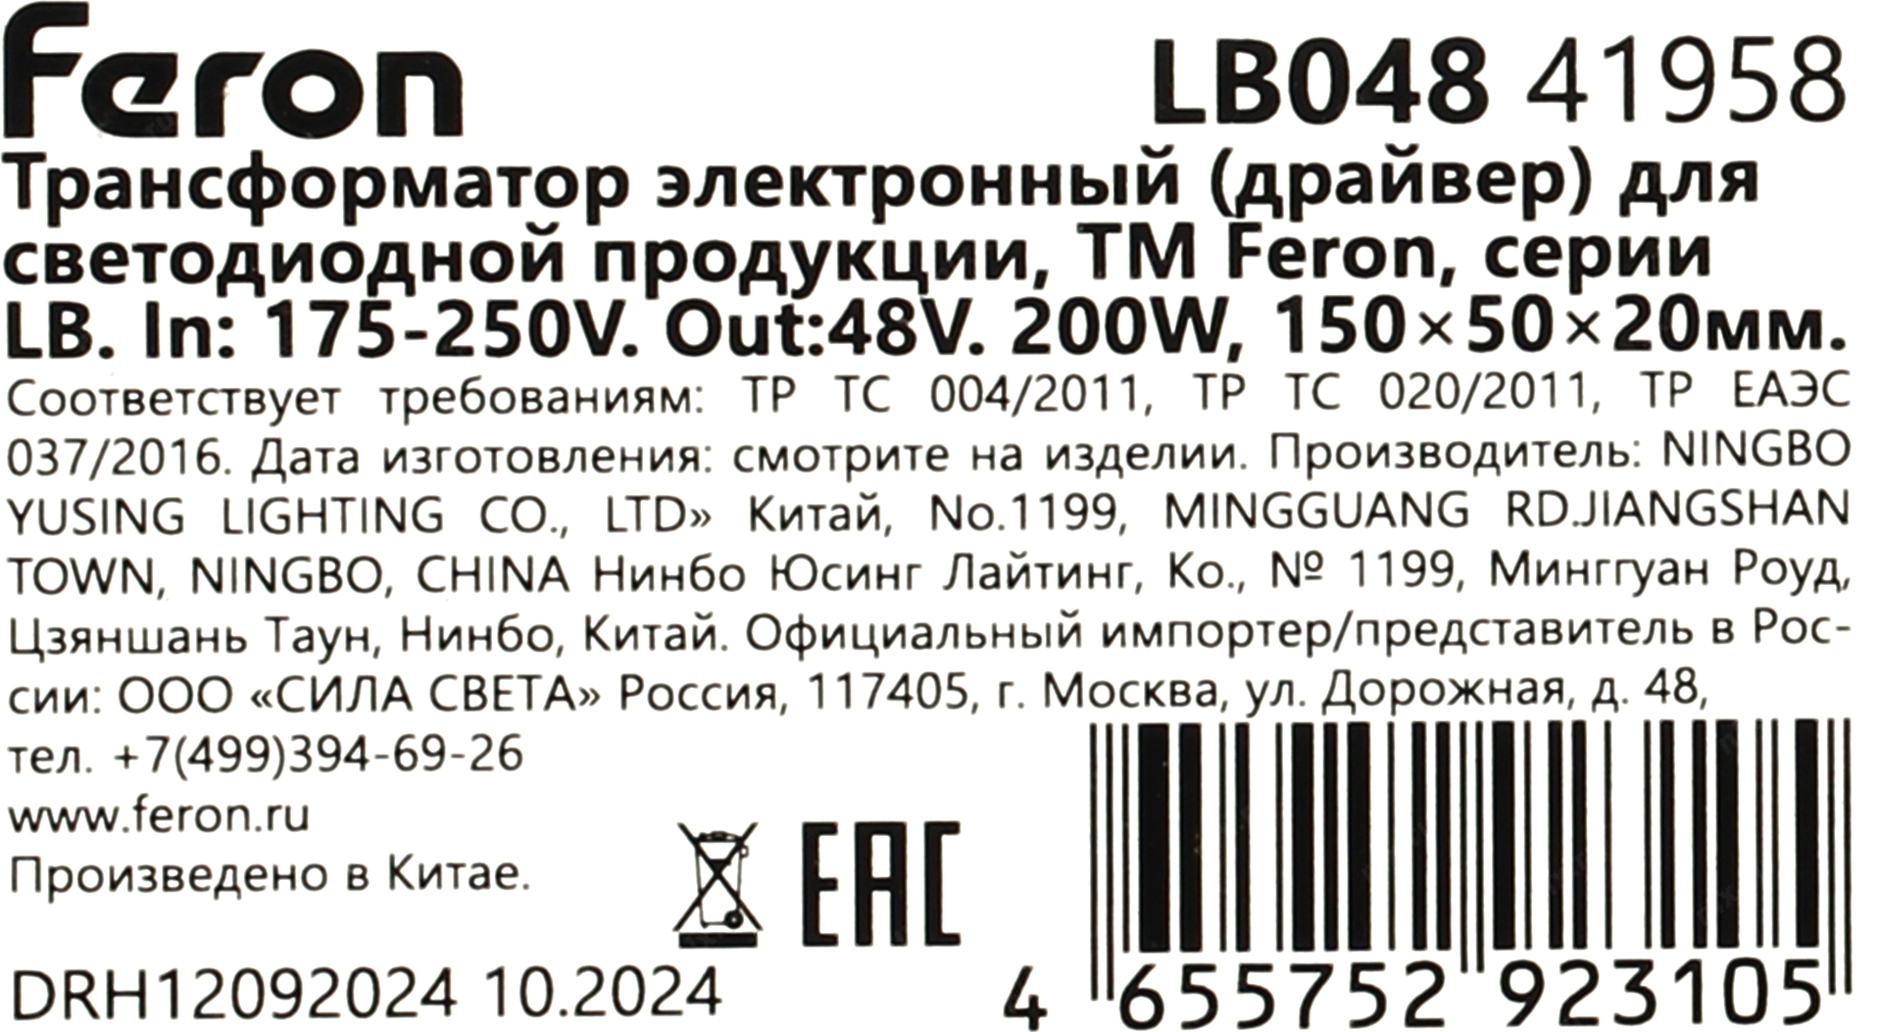 feron
LB048 41958
Трансформатор электронный (драйвер) для
светодиодной продукции, ТМ Feron, серии
LB. In: 175-250V. Out:48V. 200W, 150×50×20мм.
Соответствует требованиям: ТР ТС 004/2011, ТР ТС 020/2011, ТР ЕАЭС
037/2016. Дата изготовления: смотрите на изделии. Производитель: NINGBO
YUSING LIGHTING CO., LTD» Китай, No.1199, MINGGUANG RD.JIANGSHAN
TOWN, NINGBO, CHINA Нинбо Юсинг Лайтинг, Ко., № 1199, Минггуан Роуд,
Цзяншань Таун, Нинбо, Китай. Официальный импортер/представитель в Рос-
сии: ООО «СИЛА СВЕТА» Россия, 117405, г. Москва, ул. Дорожная, д. 48,
тел. +7(499)394-69-26
www.feron.ru
Произведено в Китае.
EAC
DRH12092024 10.2024
4 655752 923105